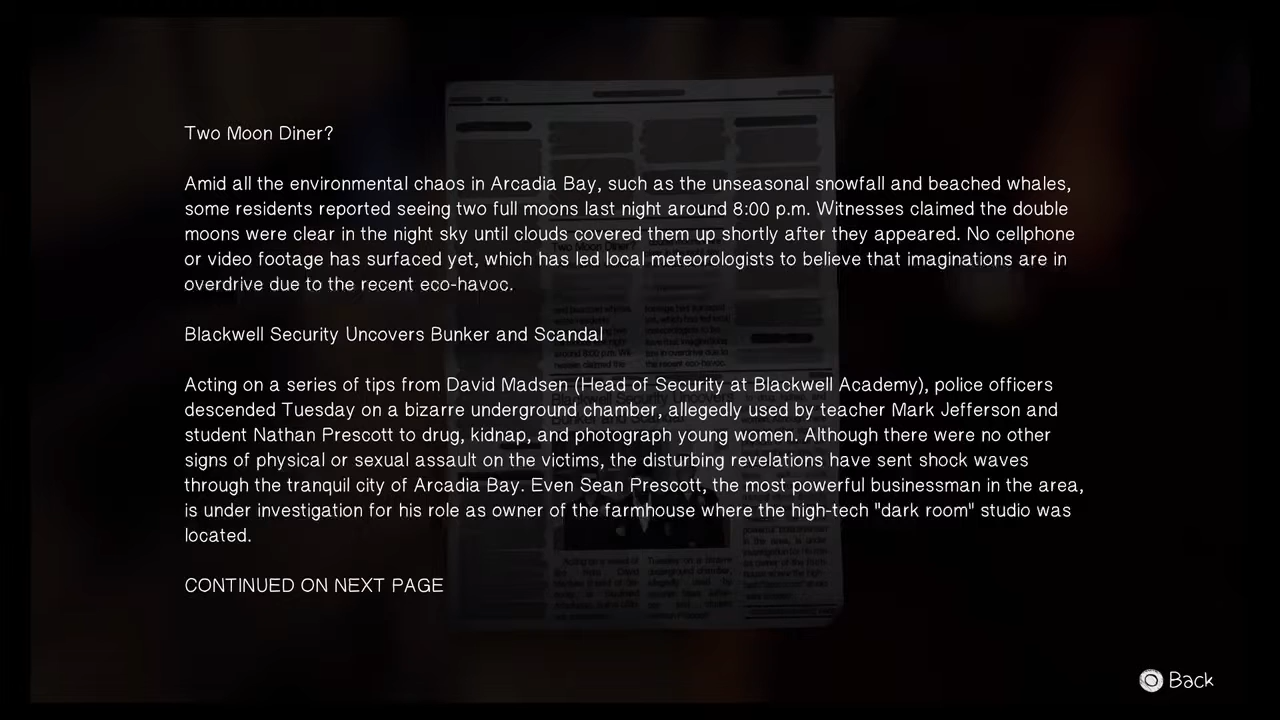 Two Moon Diner?
Amid all the environmental chaos in Arcadia Bay, such as the unseasonal snowfall and beached whales,
some residents reported seeing two full moons last night around 8:00 p.m. Witnesses claimed the double
moons were clear in the night sky until clouds covered them up shortly after they appeared. No cellphone
or video footage has surfaced yet, which has led local meteorologists to believe that imaginations are in
overdrive due to the recent eco-havoc.
Blackwell Security Uncovers Bunker and Scandal
Acting on a series of tips from David Madsen (Head of Security at Blackwell Academy), police officers
descended Tuesday on a bizarre underground chamber, allegedly used by teacher Mark Jefferson and
student Nathan Prescott to drug, kidnap, and photograph young women. Although there were no other
signs of physical or sexual assault on the victims, the disturbing revelations have sent shock waves
through the tranquil city of Arcadia Bay. Even Sean Prescott, the most powerful businessman in the area,
is under investigation for his role as owner of the farmhouse where the high-tech "dark room" studio was
located.
CONTINUED ON NEXT PAGE
Back